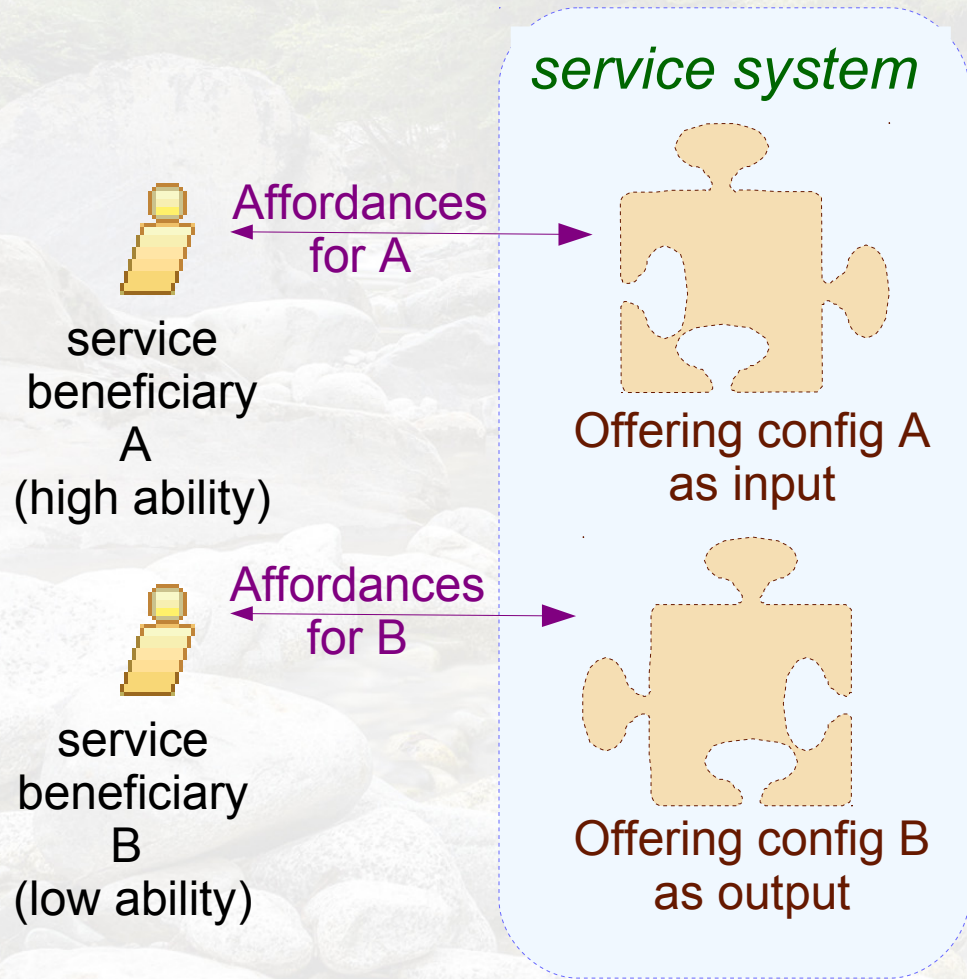 service system
Affordances
for A
service
beneficiary
A
(high ability)
Offering config A
as input
Affordances
for B
service
beneficiary
B
(low ability)
Offering config B
as output